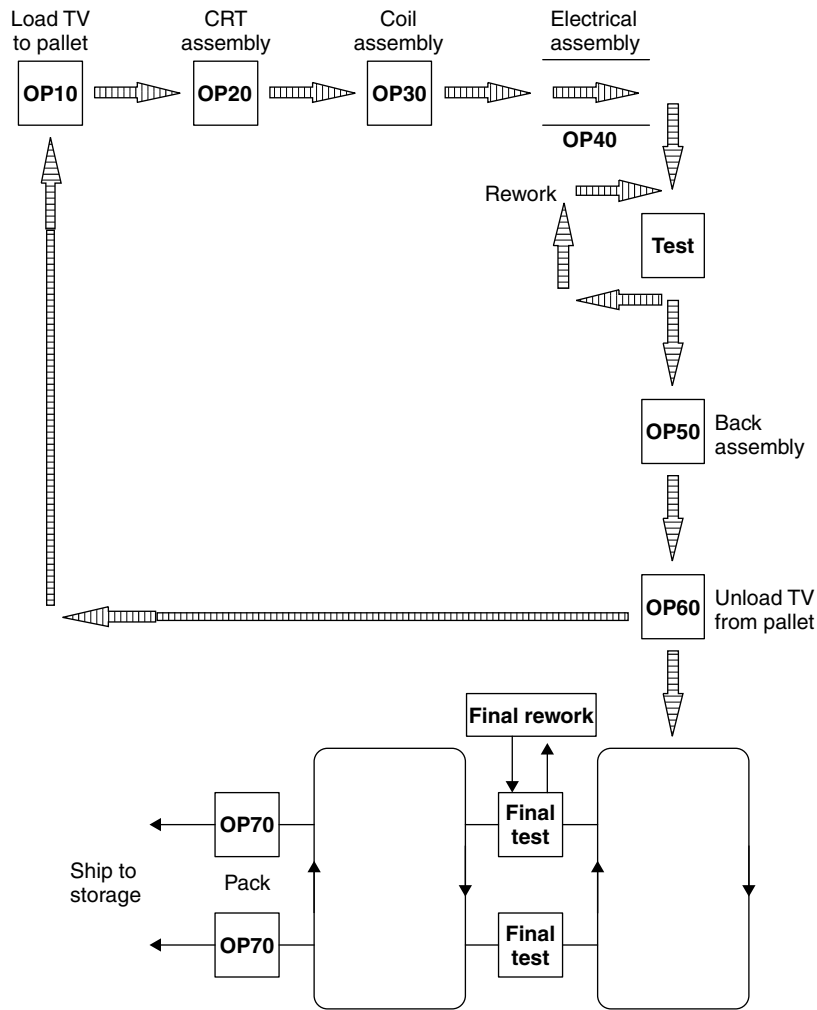 Load TV
to pallet
CRT
assembly
Coil
assembly
Electrical
assembly
OP10
OP20
OP30
OP40
Rework
Test
OP50
Back
assembly
OP60
Unload TV
from pallet
Final rework
OP70
Final
test
Ship to
storage
Pack
OP70
Final
test